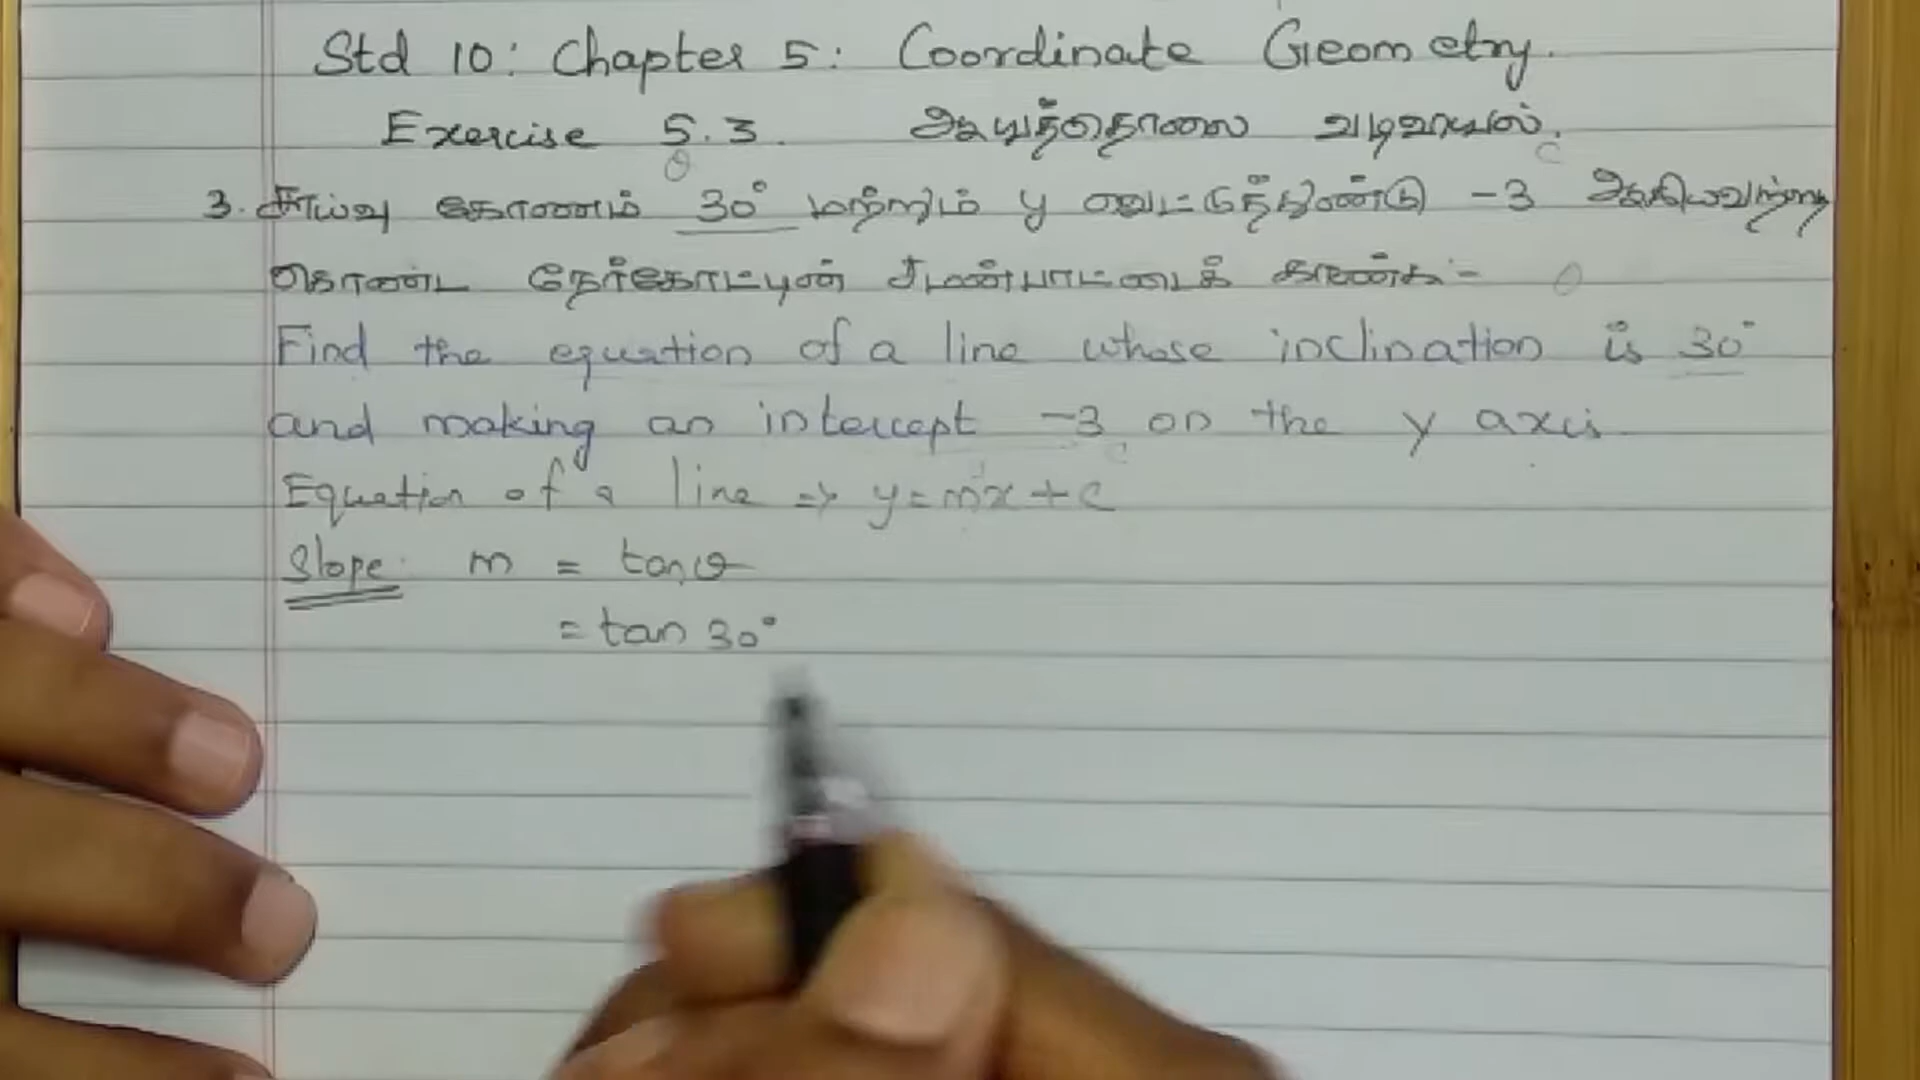 Std 10: Chapter 5: Coordinate Geometry.
Exercise 5.3. ஆயத்தொலை வடிவியல்.
θ c
3. சாய்வு கோணம் 30° மற்றும் y வெட்டுத்துண்டு -3 ஆகியவற்றை
கொண்ட நேர்கோட்டின் சமன்பாட்டைக் காண்க:-
Find the equation of a line whose inclination is 30°
and making an intercept -3 on the y axis
Equation of a line => y=mx+c
Slope: m = tanθ
= tan 30°